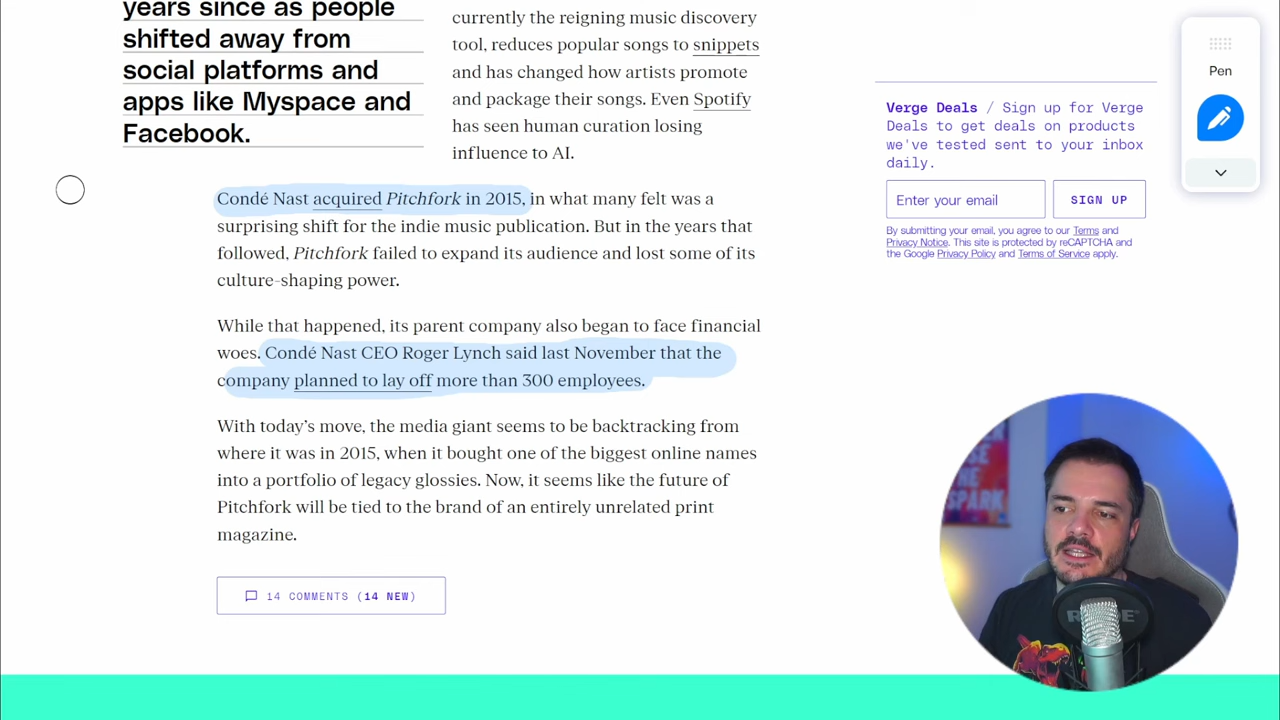 years since as people
shifted away from
social platforms and
apps like Myspace and
Facebook.
currently the reigning music discovery
tool, reduces popular songs to snippets
and has changed how artists promote
and package their songs. Even Spotify
has seen human curation losing
influence to AI.
Condé Nast acquired Pitchfork in 2015, in what many felt was a
surprising shift for the indie music publication. But in the years that
followed, Pitchfork failed to expand its audience and lost some of its
culture-shaping power.
While that happened, its parent company also began to face financial
woes. Condé Nast CEO Roger Lynch said last November that the
company planned to lay off more than 300 employees.
With today’s move, the media giant seems to be backtracking from
where it was in 2015, when it bought one of the biggest online names
into a portfolio of legacy glossies. Now, it seems like the future of
Pitchfork will be tied to the brand of an entirely unrelated print
magazine.
14 COMMENTS (14 NEW)
Verge Deals / Sign up for Verge
Deals to get deals on products
we've tested sent to your inbox
daily.
Enter your email
SIGN UP
By submitting your email, you agree to our Terms and
Privacy Notice. This site is protected by reCAPTCHA and
the Google Privacy Policy and Terms of Service apply.
Pen
SPARK